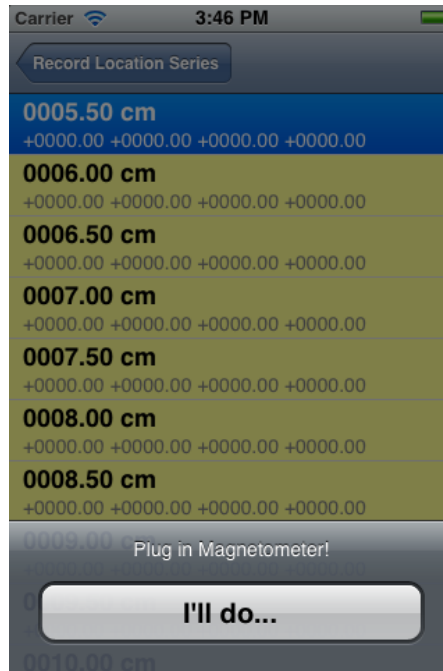 Carrier 3:46 PM
Record Location Series
0005.50 cm
+0000.00 +0000.00 +0000.00 +0000.00
0006.00 cm
+0000.00 +0000.00 +0000.00 +0000.00
0006.50 cm
+0000.00 +0000.00 +0000.00 +0000.00
0007.00 cm
+0000.00 +0000.00 +0000.00 +0000.00
0007.50 cm
+0000.00 +0000.00 +0000.00 +0000.00
0008.00 cm
+0000.00 +0000.00 +0000.00 +0000.00
0008.50 cm
+0000.00 +0000.00 +0000.00 +0000.00
0009.00
Plug in Magnetometer!
I'll do...
0010.00 cm